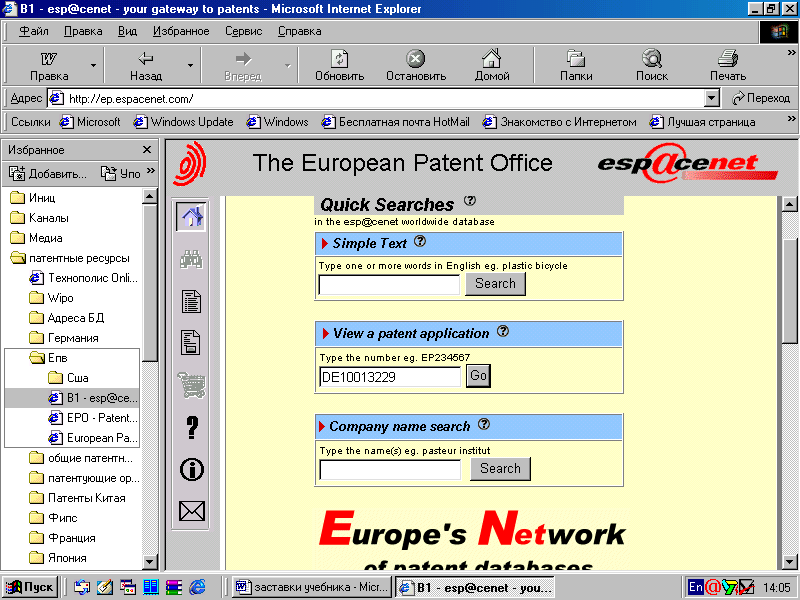 B1 - esp@cenet - your gateway to patents - Microsoft Internet Explorer
Файл Правка Вид Избранное Сервис Справка
Правка Назад Вперед Обновить Остановить Домой Папки Поиск Печать
Адрес http://ep.espacenet.com/ Переход
Ссылки Microsoft Windows Update Windows Бесплатная почта HotMail Знакомство с Интернетом Лучшая страница
Избранное
Добавить... Упо
Иниц
Каналы
Медиа
патентные ресурсы
Технополис Onli...
Wipo
Адреса БД
Германия
Епв
Сша
B1 - esp@ce...
EPO - Patent...
European Pa...
общие патентн...
патентующие ор...
Патенты Китая
Фипс
Франция
Япония
The European Patent Office
esp@cenet
Quick Searches
in the esp@cenet worldwide database
Simple Text
Type one or more words in English eg. plastic bicycle
Search
View a patent application
Type the number eg. EP234567
DE10013229 Go
Company name search
Type the name(s) eg. pasteur institut
Search
Europe's Network
of patent databases
Пуск заставки учебника - Micr... B1 - esp@cenet - you... En 14:05